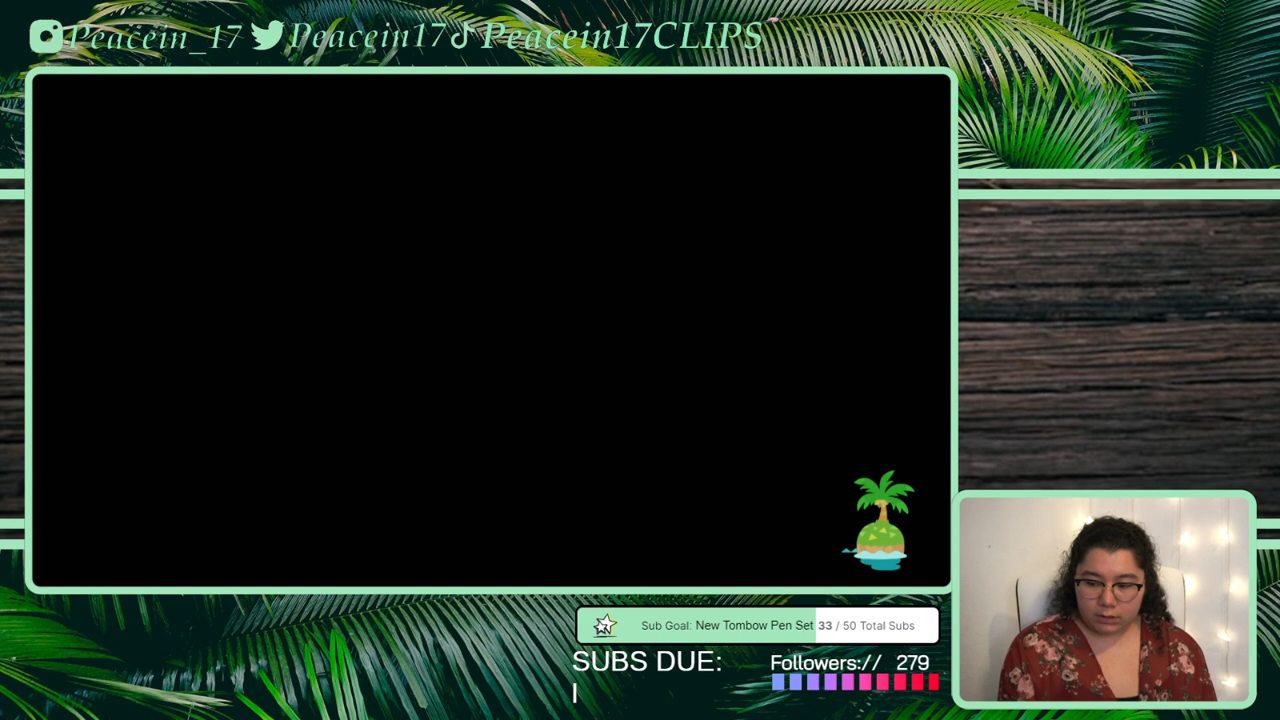 Peacein_17 Peacein17 Peacein17CLIPS
Sub Goal: New Tombow Pen Set 33 / 50 Total Subs
SUBS DUE:
I
Followers:// 279